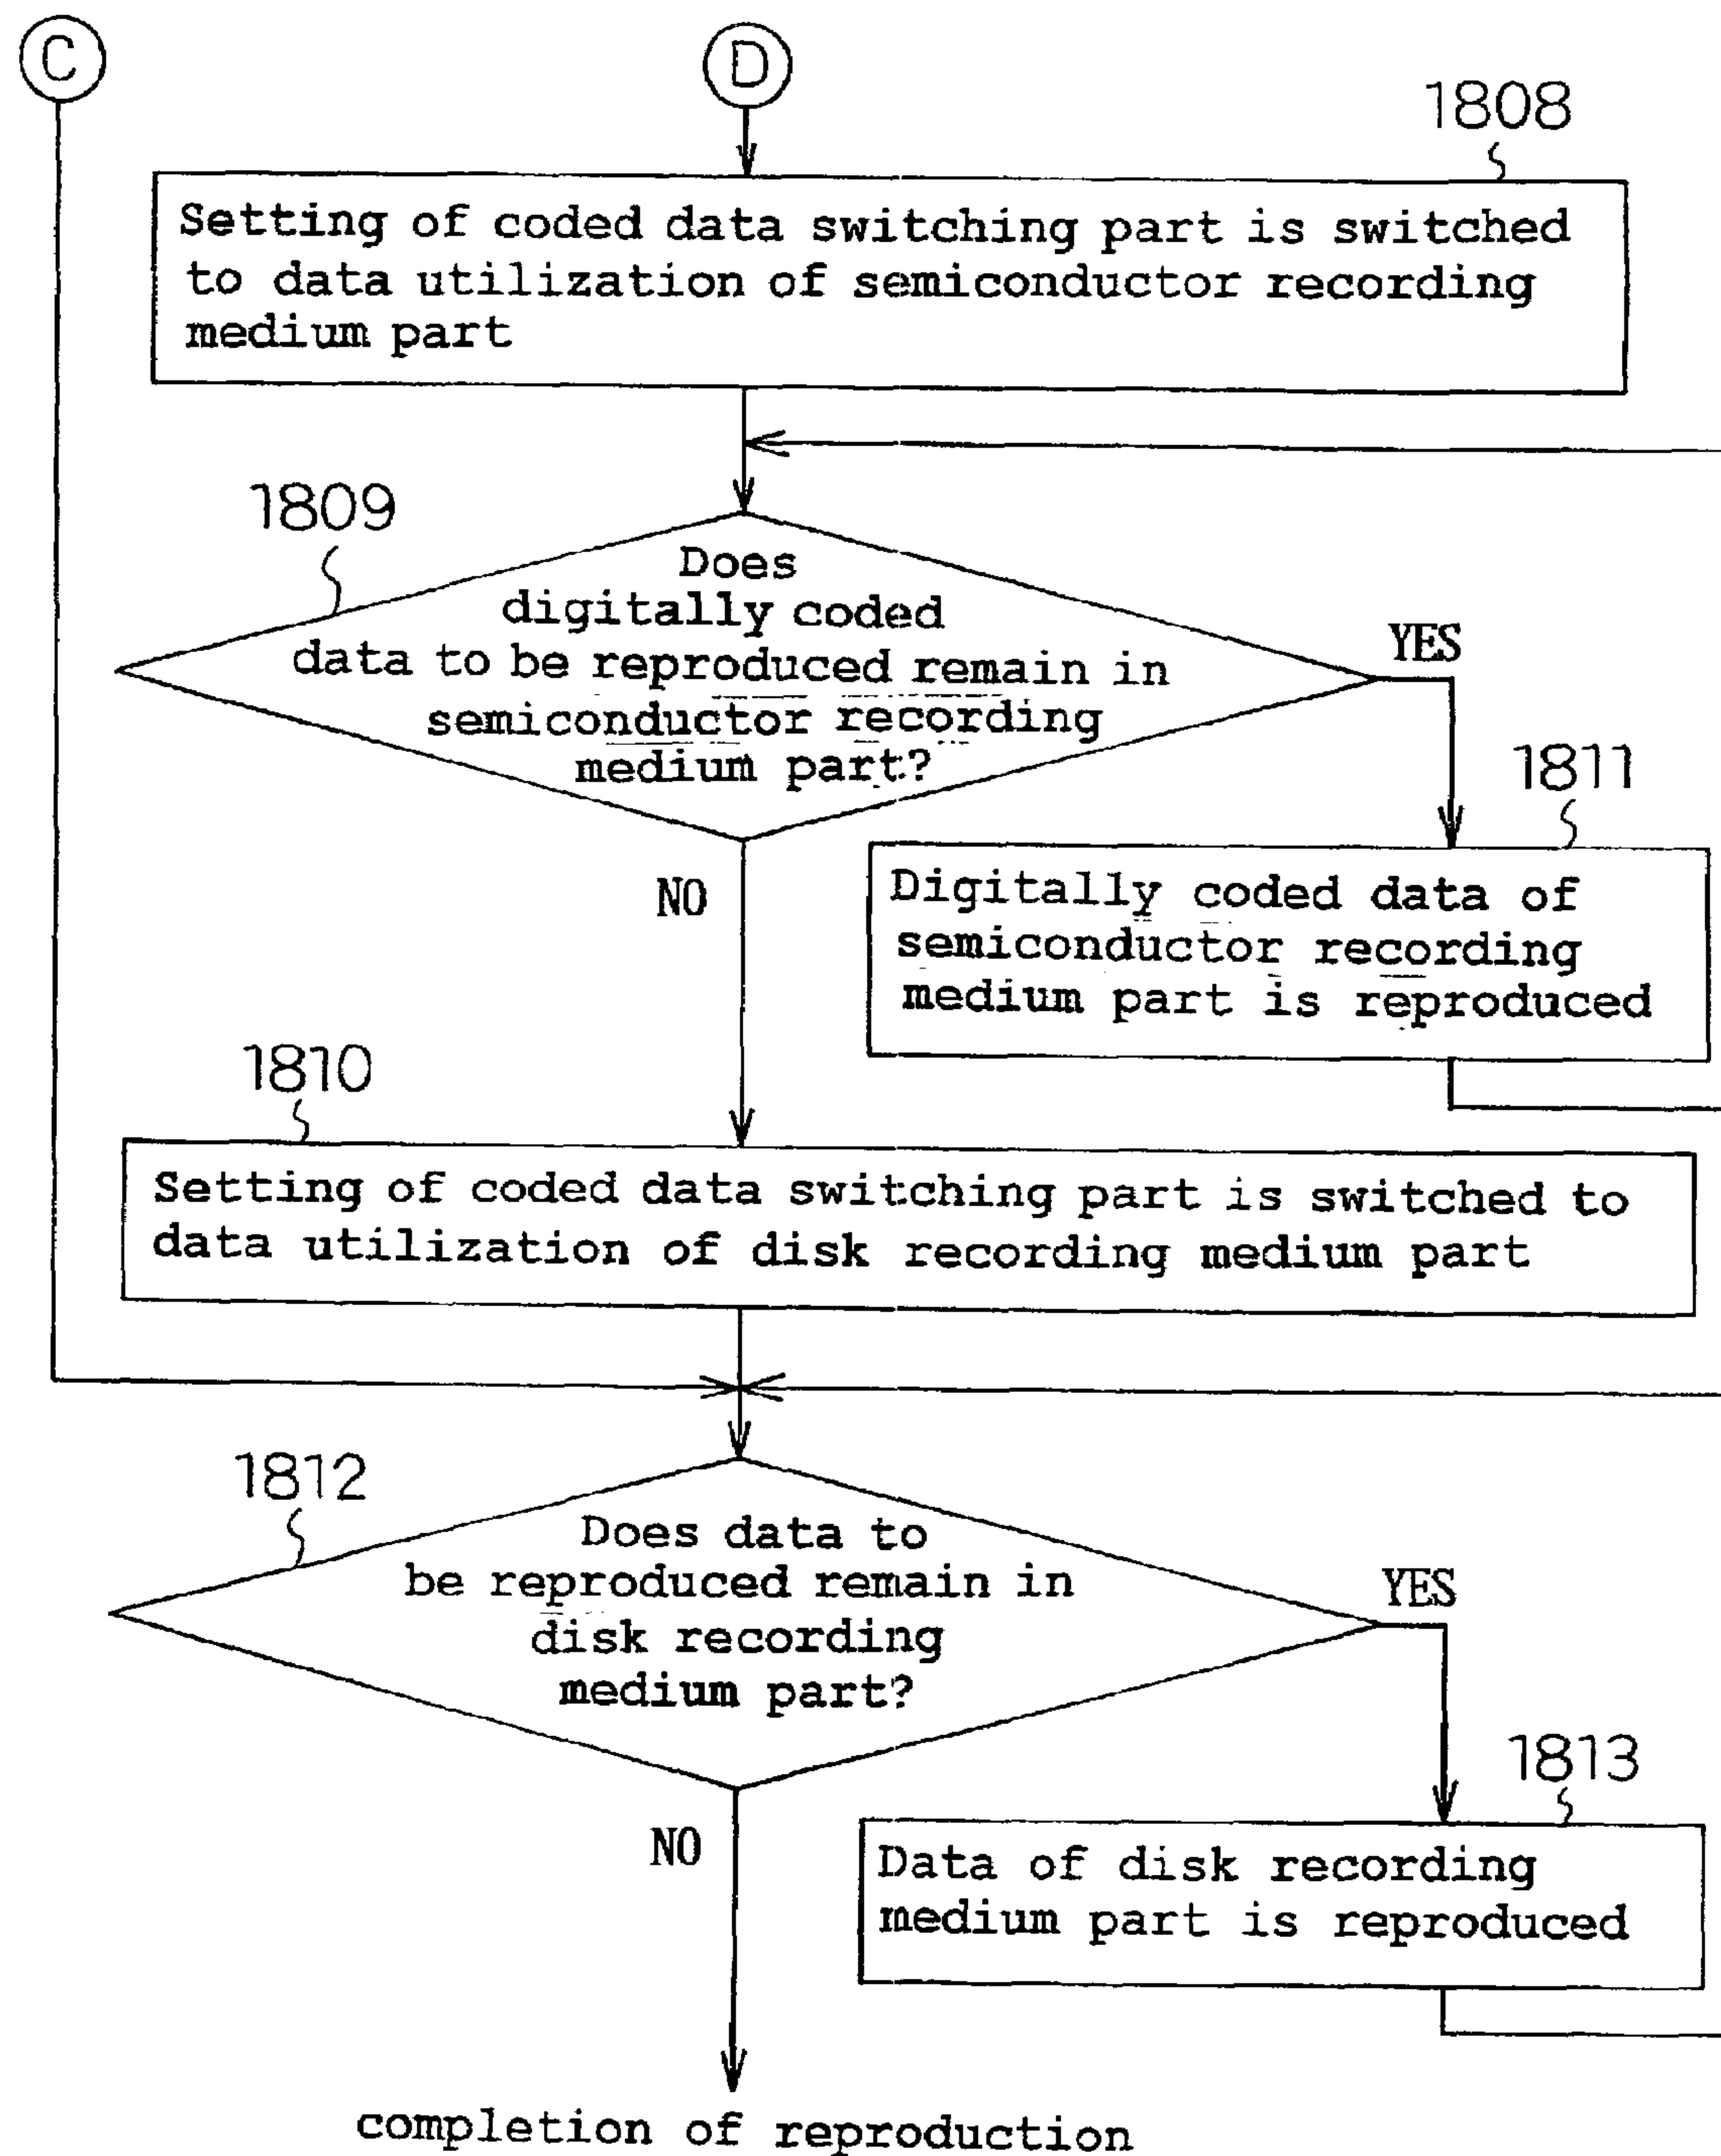 C
D
1808
Setting of coded data switching part is switched
to data utilization of semiconductor recording
medium part
1809
Does
digitally coded
data to be reproduced remain in
semiconductor recording
medium part?
YES
NO
1811
Digitally coded data of
semiconductor recording
medium part is reproduced
1810
Setting of coded data switching part is switched to
data utilization of disk recording medium part
1812
Does data to
be reproduced remain in
disk recording
medium part?
YES
NO
1813
Data of disk recording
medium part is reproduced
completion of reproduction